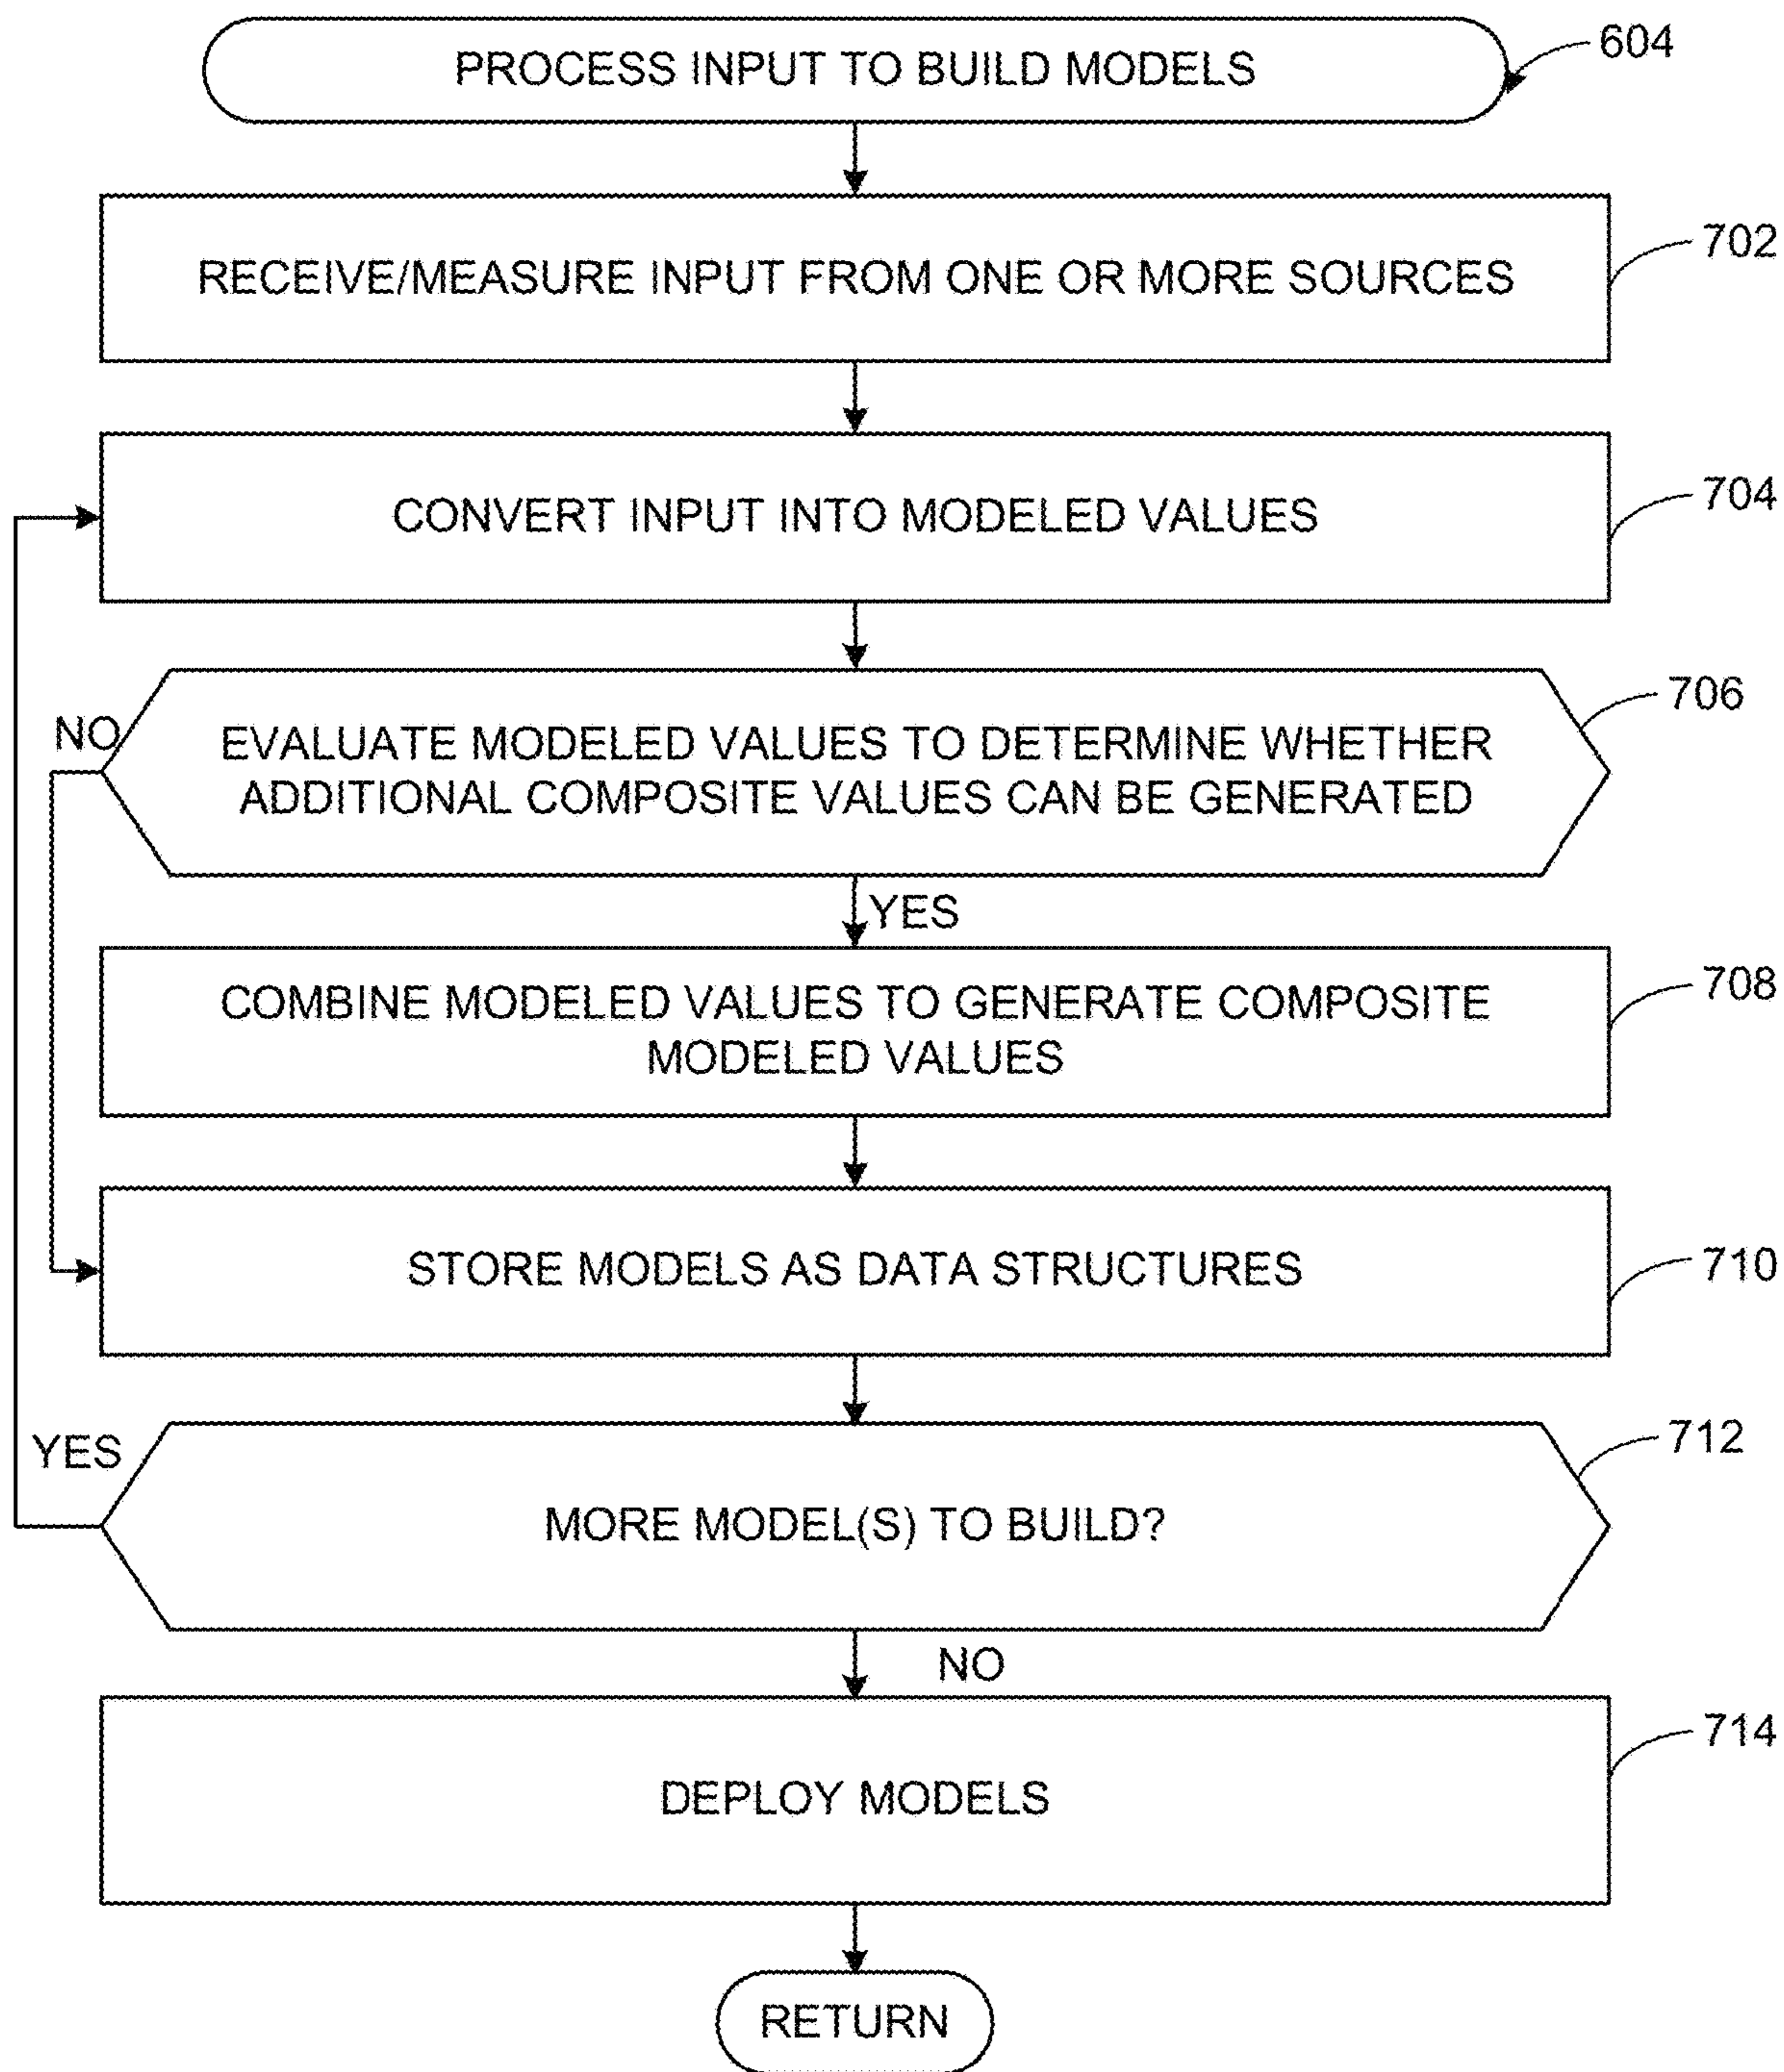 PROCESS INPUT TO BUILD MODELS
604
RECEIVE/MEASURE INPUT FROM ONE OR MORE SOURCES
702
CONVERT INPUT INTO MODELED VALUES
704
706
NO
EVALUATE MODELED VALUES TO DETERMINE WHETHER
ADDITIONAL COMPOSITE VALUES CAN BE GENERATED
YES
COMBINE MODELED VALUES TO GENERATE COMPOSITE
MODELED VALUES
708
STORE MODELS AS DATA STRUCTURES
710
712
YES
MORE MODEL(S) TO BUILD?
NO
714
DEPLOY MODELS
RETURN